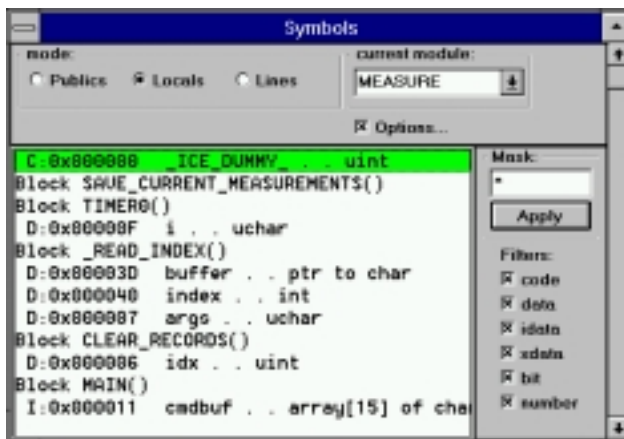 Symbols
mode:
Publics Locals Lines
current module:
MEASURE
Options...
C:0x000000 _ICE_DUMMY_ . . uint
Block SAVE_CURRENT_MEASUREMENTS()
Block TIMER0()
D:0x00000F i . . uchar
Block _READ_INDEX()
D:0x00003D buffer . . ptr to char
D:0x000040 index . . int
D:0x000007 args . . uchar
Block CLEAR_RECORDS()
D:0x000006 idx . . uint
Block MAIN()
I:0x000011 cmdbuf . . array[15] of cha
Mask:
*
Apply
Filters:
code
data
idata
xdata
bit
number